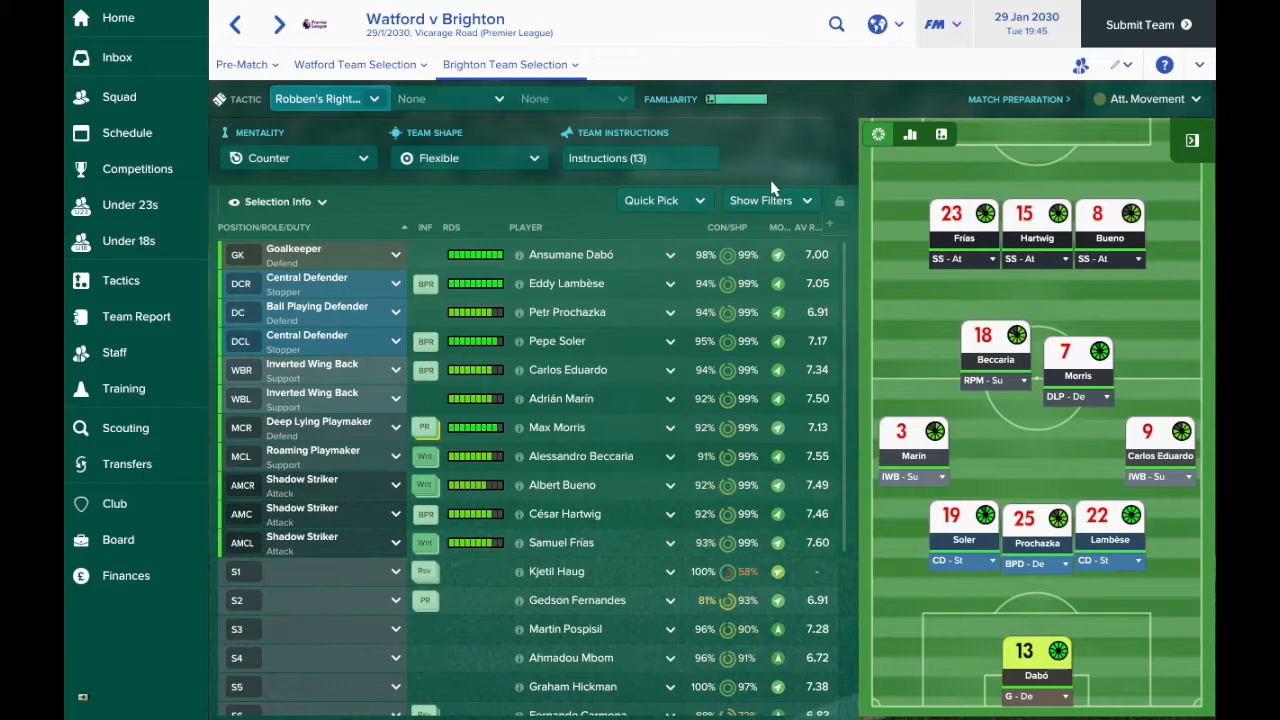 Home
Inbox
Squad
Schedule
Competitions
U23
Under 23s
U18
Under 18s
Tactics
Team Report
Staff
Training
Scouting
Transfers
Club
Board
Finances
Watford v Brighton
29/1/2030, Vicarage Road (Premier League)
Premier League
FM
29 Jan 2030
Tue 19:45
Submit Team
Pre-Match
Watford Team Selection
Brighton Team Selection
TACTIC
Robben's Right...
None
None
FAMILIARITY
MATCH PREPARATION >
Att. Movement
MENTALITY
TEAM SHAPE
TEAM INSTRUCTIONS
Counter
Flexible
Instructions (13)
Selection Info
Quick Pick
Show Filters
POSITION/ROLE/DUTY INF RDS PLAYER CON/SHP MO... AV R...
GK Goalkeeper Defend Ansumane Dabó 98% 99% 7.00
DCR Central Defender Stopper BPR Eddy Lambèse 94% 99% 7.05
DC Ball Playing Defender Defend Petr Prochazka 94% 99% 6.91
DCL Central Defender Stopper BPR Pepe Soler 95% 99% 7.17
WBR Inverted Wing Back Support BPR Carlos Eduardo 94% 99% 7.34
WBL Inverted Wing Back Support Adrián Marín 92% 99% 7.50
MCR Deep Lying Playmaker Defend PR Max Morris 92% 99% 7.13
MCL Roaming Playmaker Support Wnt Alessandro Beccaria 91% 99% 7.55
AMCR Shadow Striker Attack Wnt Albert Bueno 92% 99% 7.49
AMC Shadow Striker Attack BPR César Hartwig 92% 99% 7.46
AMCL Shadow Striker Attack Wnt Samuel Frías 93% 99% 7.60
S1 Rsv Kjetil Haug 100% 58% -
S2 PR Gedson Fernandes 81% 93% 6.91
S3 Martin Pospisil 96% 90% 7.28
S4 Ahmadou Mbom 96% 91% 6.72
S5 Graham Hickman 100% 97% 7.38
S6 Rsv Fernando Carmona 88% 72% 6.83
23 15 8
Frías Hartwig Bueno
SS - At SS - At SS - At
18
Beccaria
RPM - Su
7
Morris
DLP - De
3
Marín
IWB - Su
9
Carlos Eduardo
IWB - Su
19 25 22
Soler Prochazka Lambèse
CD - St BPD - De CD - St
13
Dabó
G - De